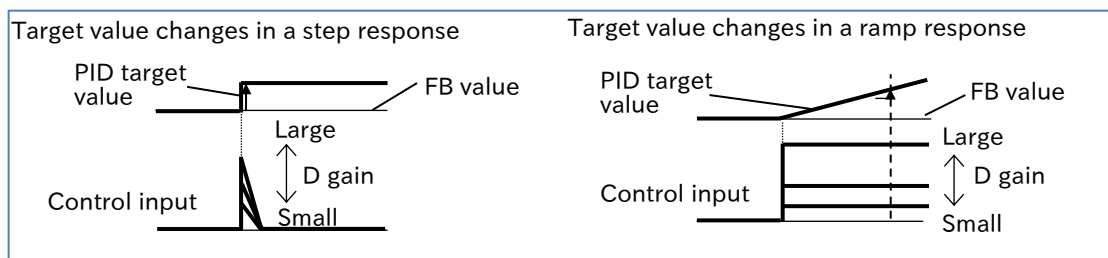 Target value changes in a step response
PID target
value
FB value
Large
D gain
Control input
Small
Target value changes in a ramp response
PID target
value
FB value
Large
D gain
Control input
Small